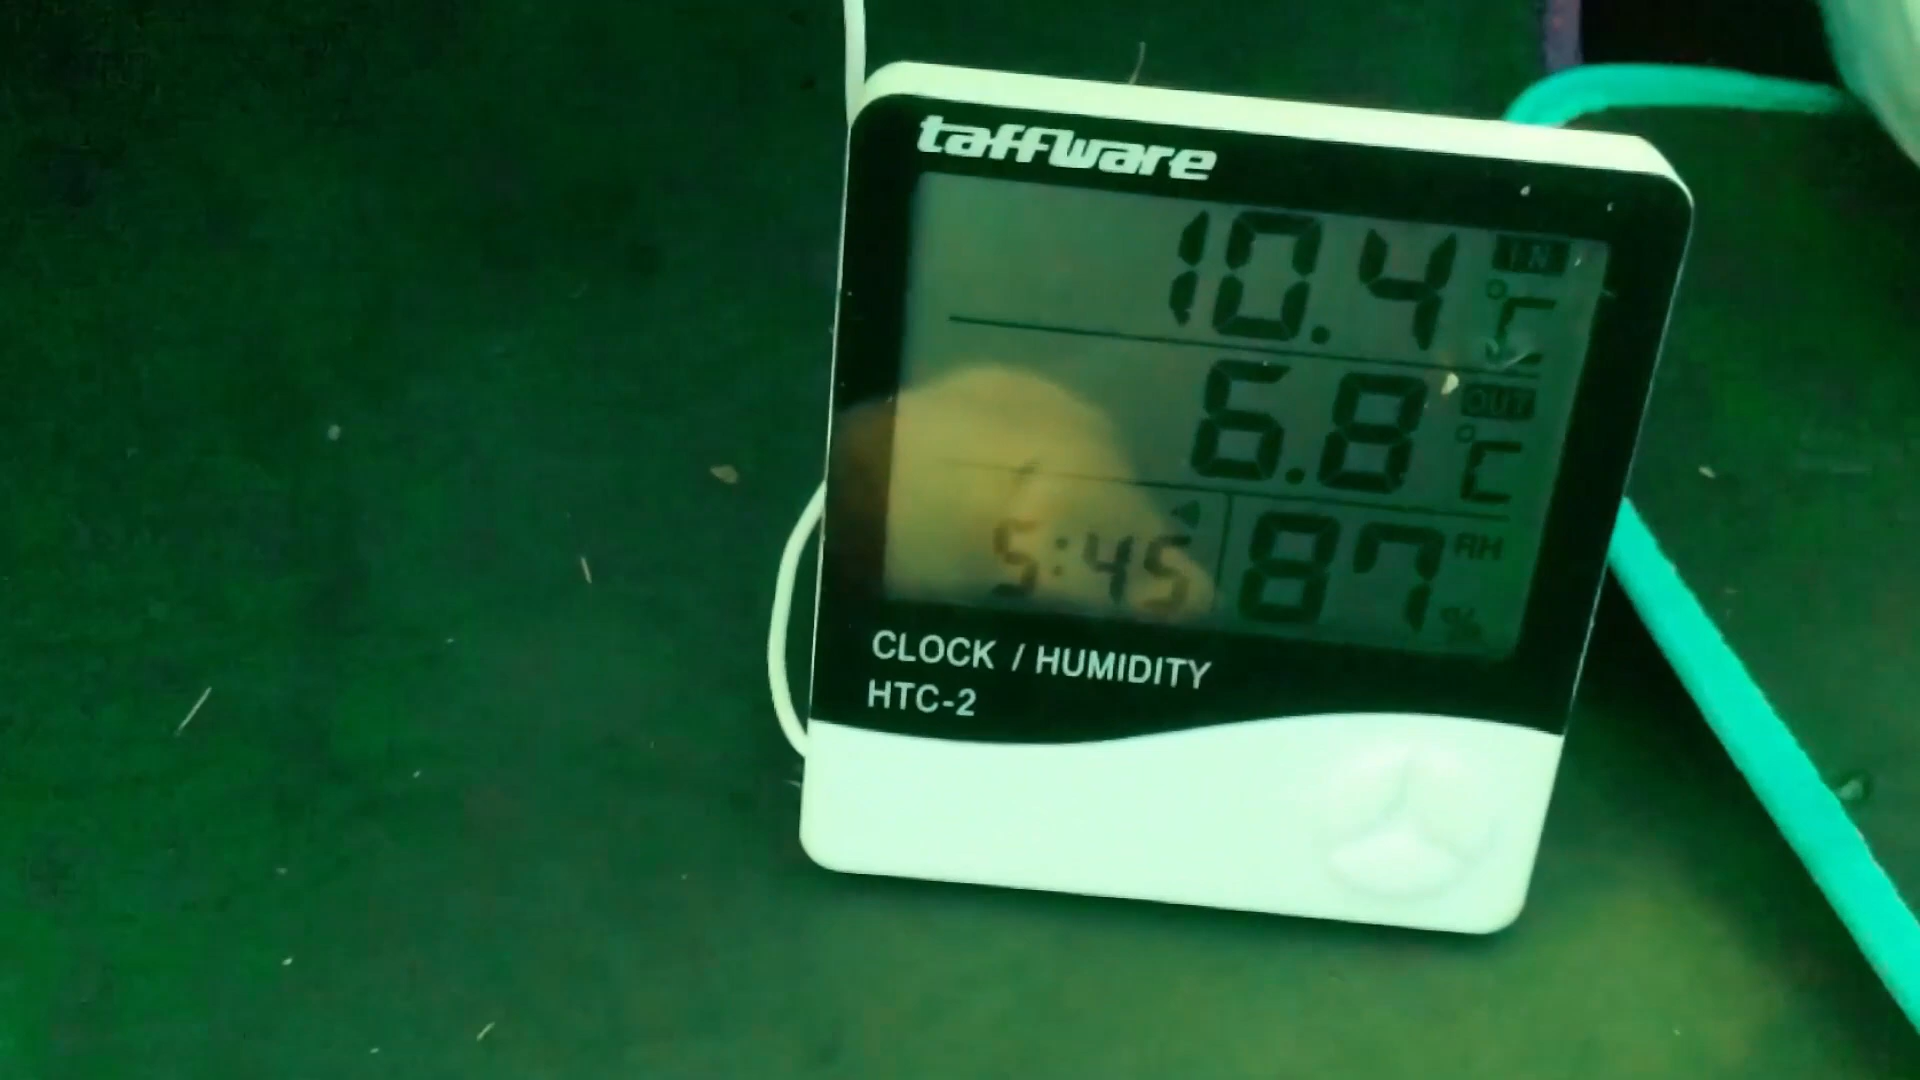 taffware
10.4 IN °C
6.8 OUT °C
5:45 87 RH %
CLOCK / HUMIDITY
HTC-2